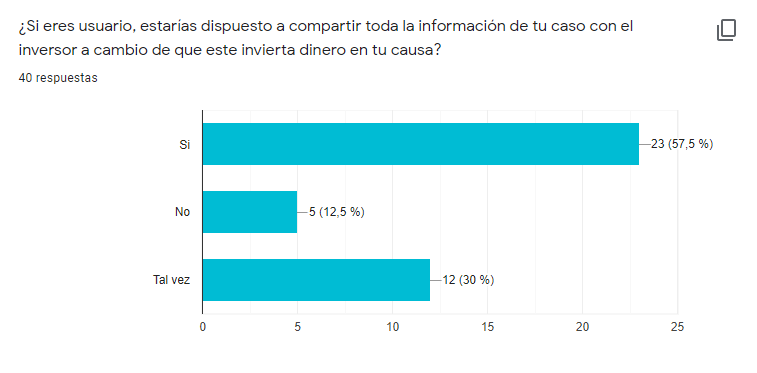 ¿Si eres usuario, estarías dispuesto a compartir toda la información de tu caso con el
inversor a cambio de que este invierta dinero en tu causa?
40 respuestas
Si
23 (57,5 %)
No
5 (12,5 %)
Tal vez
12 (30 %)
0
5
10
15
20
25